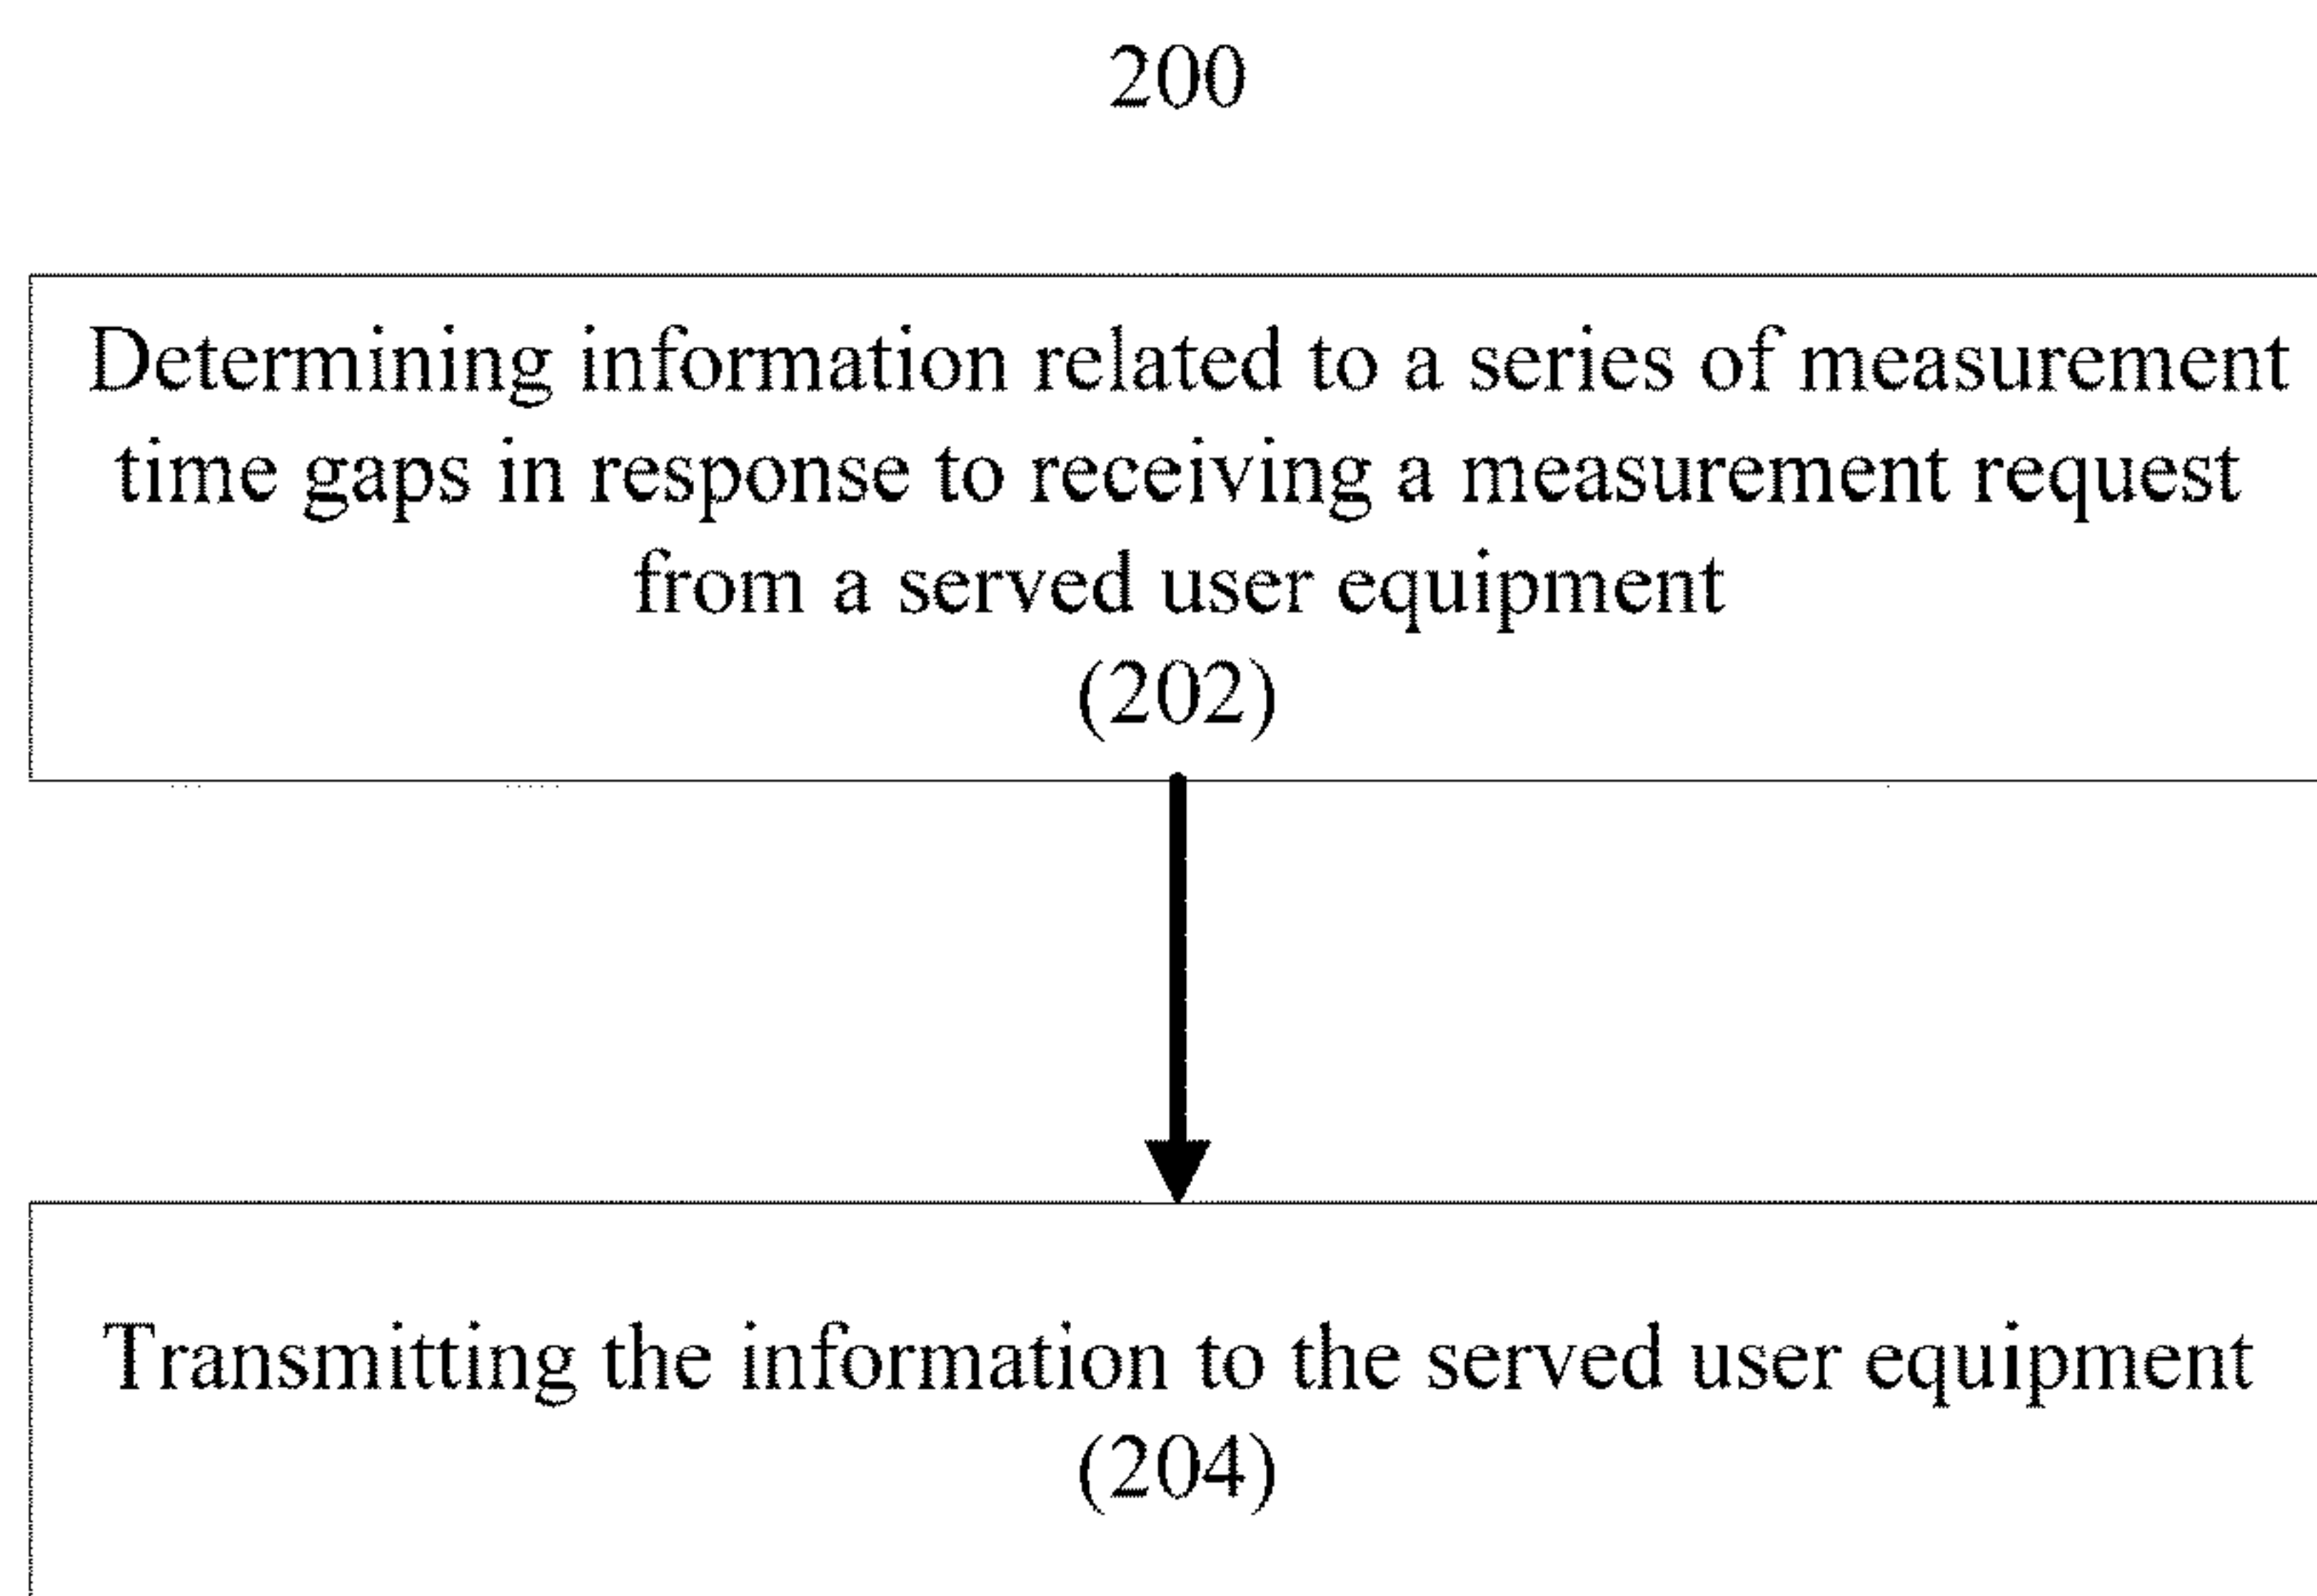 200
Determining information related to a series of measurement
time gaps in response to receiving a measurement request
from a served user equipment
(202)
Transmitting the information to the served user equipment
(204)